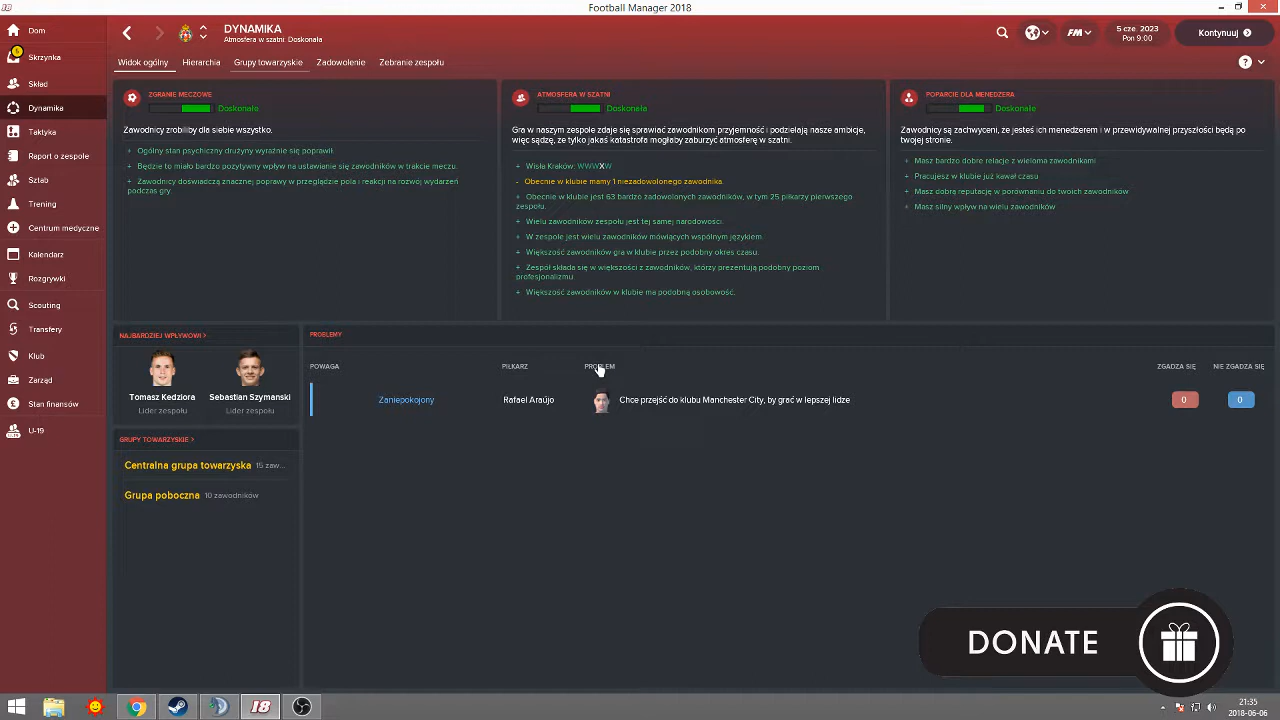 Football Manager 2018
Dom
DYNAMIKA
Atmosfera w szatni: Doskonała
FM
5 cze. 2023
Pon 9:00
Kontynuuj
5
Skrzynka
Widok ogólny
Hierarchia
Grupy towarzyskie
Zadowolenie
Zebranie zespołu
?
Skład
Dynamika
Taktyka
Raport o zespole
Sztab
Trening
Centrum medyczne
Kalendarz
Rozgrywki
Scouting
Transfery
Klub
Zarząd
Stan finansów
U-19
ZGRANIE MECZOWE
Doskonałe
Zawodnicy zrobiliby dla siebie wszystko.
+ Ogólny stan psychiczny drużyny wyraźnie się poprawił.
+ Będzie to miało bardzo pozytywny wpływ na ustawianie się zawodników w trakcie meczu.
+ Zawodnicy doświadczą znacznej poprawy w przeglądzie pola i reakcji na rozwój wydarzeń
podczas gry.
ATMOSFERA W SZATNI
Doskonała
Gra w naszym zespole zdaje się sprawiać zawodnikom przyjemność i podzielają nasze ambicje,
więc sądzę, że tylko jakaś katastrofa mogłaby zaburzyć atmosferę w szatni.
+ Wisła Kraków: WWWXW
- Obecnie w klubie mamy 1 niezadowolonego zawodnika.
+ Obecnie w klubie jest 63 bardzo zadowolonych zawodników, w tym 25 piłkarzy pierwszego
zespołu.
+ Wielu zawodników zespołu jest tej samej narodowości.
+ W zespole jest wielu zawodników mówiących wspólnym językiem.
+ Większość zawodników gra w klubie przez podobny okres czasu.
+ Zespół składa się w większości z zawodników, którzy prezentują podobny poziom
profesjonalizmu.
+ Większość zawodników w klubie ma podobną osobowość.
POPARCIE DLA MENEDŻERA
Doskonałe
Zawodnicy są zachwyceni, że jesteś ich menedżerem i w przewidywalnej przyszłości będą po
twojej stronie.
+ Masz bardzo dobre relacje z wieloma zawodnikami
+ Pracujesz w klubie już kawał czasu
+ Masz dobrą reputację w porównaniu do twoich zawodników
+ Masz silny wpływ na wielu zawodników
NAJBARDZIEJ WPŁYWOWI >
Tomasz Kedziora
Lider zespołu
Sebastian Szymanski
Lider zespołu
GRUPY TOWARZYSKIE >
Centralna grupa towarzyska 15 zaw...
Grupa poboczna 10 zawodników
PROBLEMY
POWAGA
PIŁKARZ
PROBLEM
ZGADZA SIĘ
NIE ZGADZA SIĘ
Zaniepokojony
Rafael Araújo
Chce przejść do klubu Manchester City, by grać w lepszej lidze
0
0
DONATE
18
21:35
2018-06-06